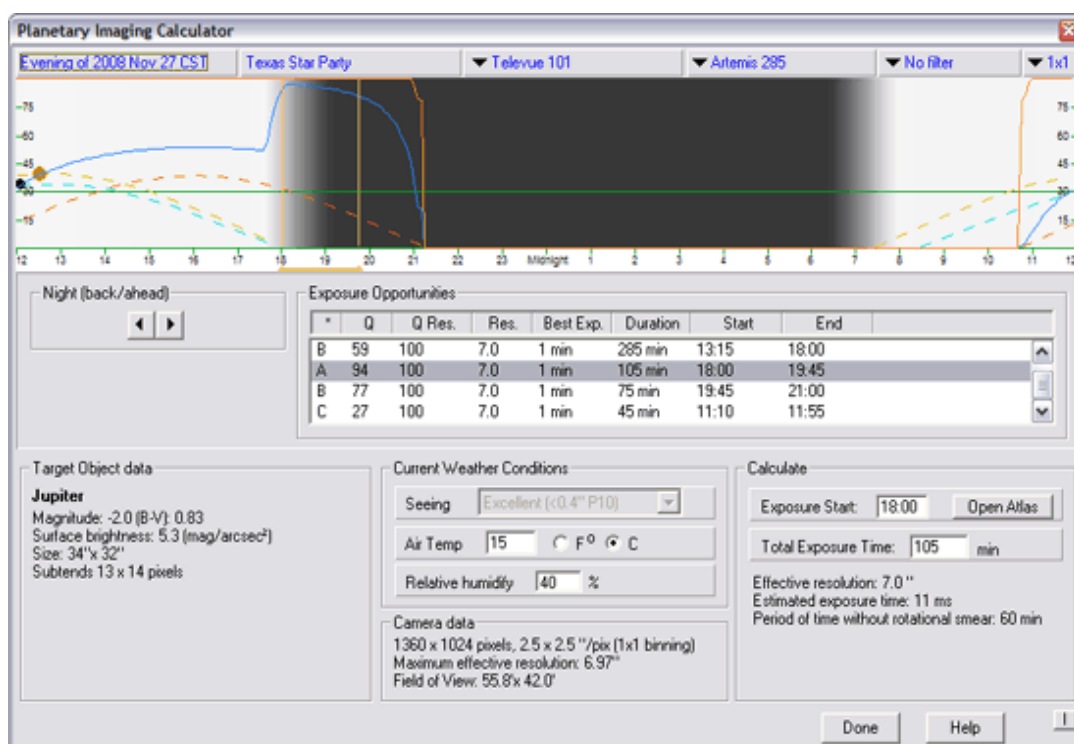 Planetary Imaging Calculator
Evening of 2008 Nov 27 CST Texas Star Party Televue 101 Artemis 285 No filter 1x1
75 75
60 60
45 45
30 30
15 15
12 13 14 15 16 17 18 19 20 21 22 23 Midnight 1 2 3 4 5 6 7 8 9 10 11 12
Night (back/ahead)
Exposure Opportunities
* Q Q Res. Res. Best Exp. Duration Start End
B 59 100 7.0 1 min 285 min 13:15 18:00
A 94 100 7.0 1 min 105 min 18:00 19:45
B 77 100 7.0 1 min 75 min 19:45 21:00
C 27 100 7.0 1 min 45 min 11:10 11:55
Target Object data
Jupiter
Magnitude: -2.0 (B-V): 0.83
Surface brightness: 5.3 (mag/arcsec²)
Size: 34"x 32"
Subtends 13 x 14 pixels
Current Weather Conditions
Seeing Excellent (<0.4" P10)
Air Temp 15 Fº C
Relative humidify 40 %
Camera data
1360 x 1024 pixels, 2.5 x 2.5 "/pix (1x1 binning)
Maximum effective resolution: 6.97"
Field of View: 55.8'x 42.0'
Calculate
Exposure Start: 18:00 Open Atlas
Total Exposure Time: 105 min
Effective resolution: 7.0 "
Estimated exposure time: 11 ms
Period of time without rotational smear: 60 min
Done Help